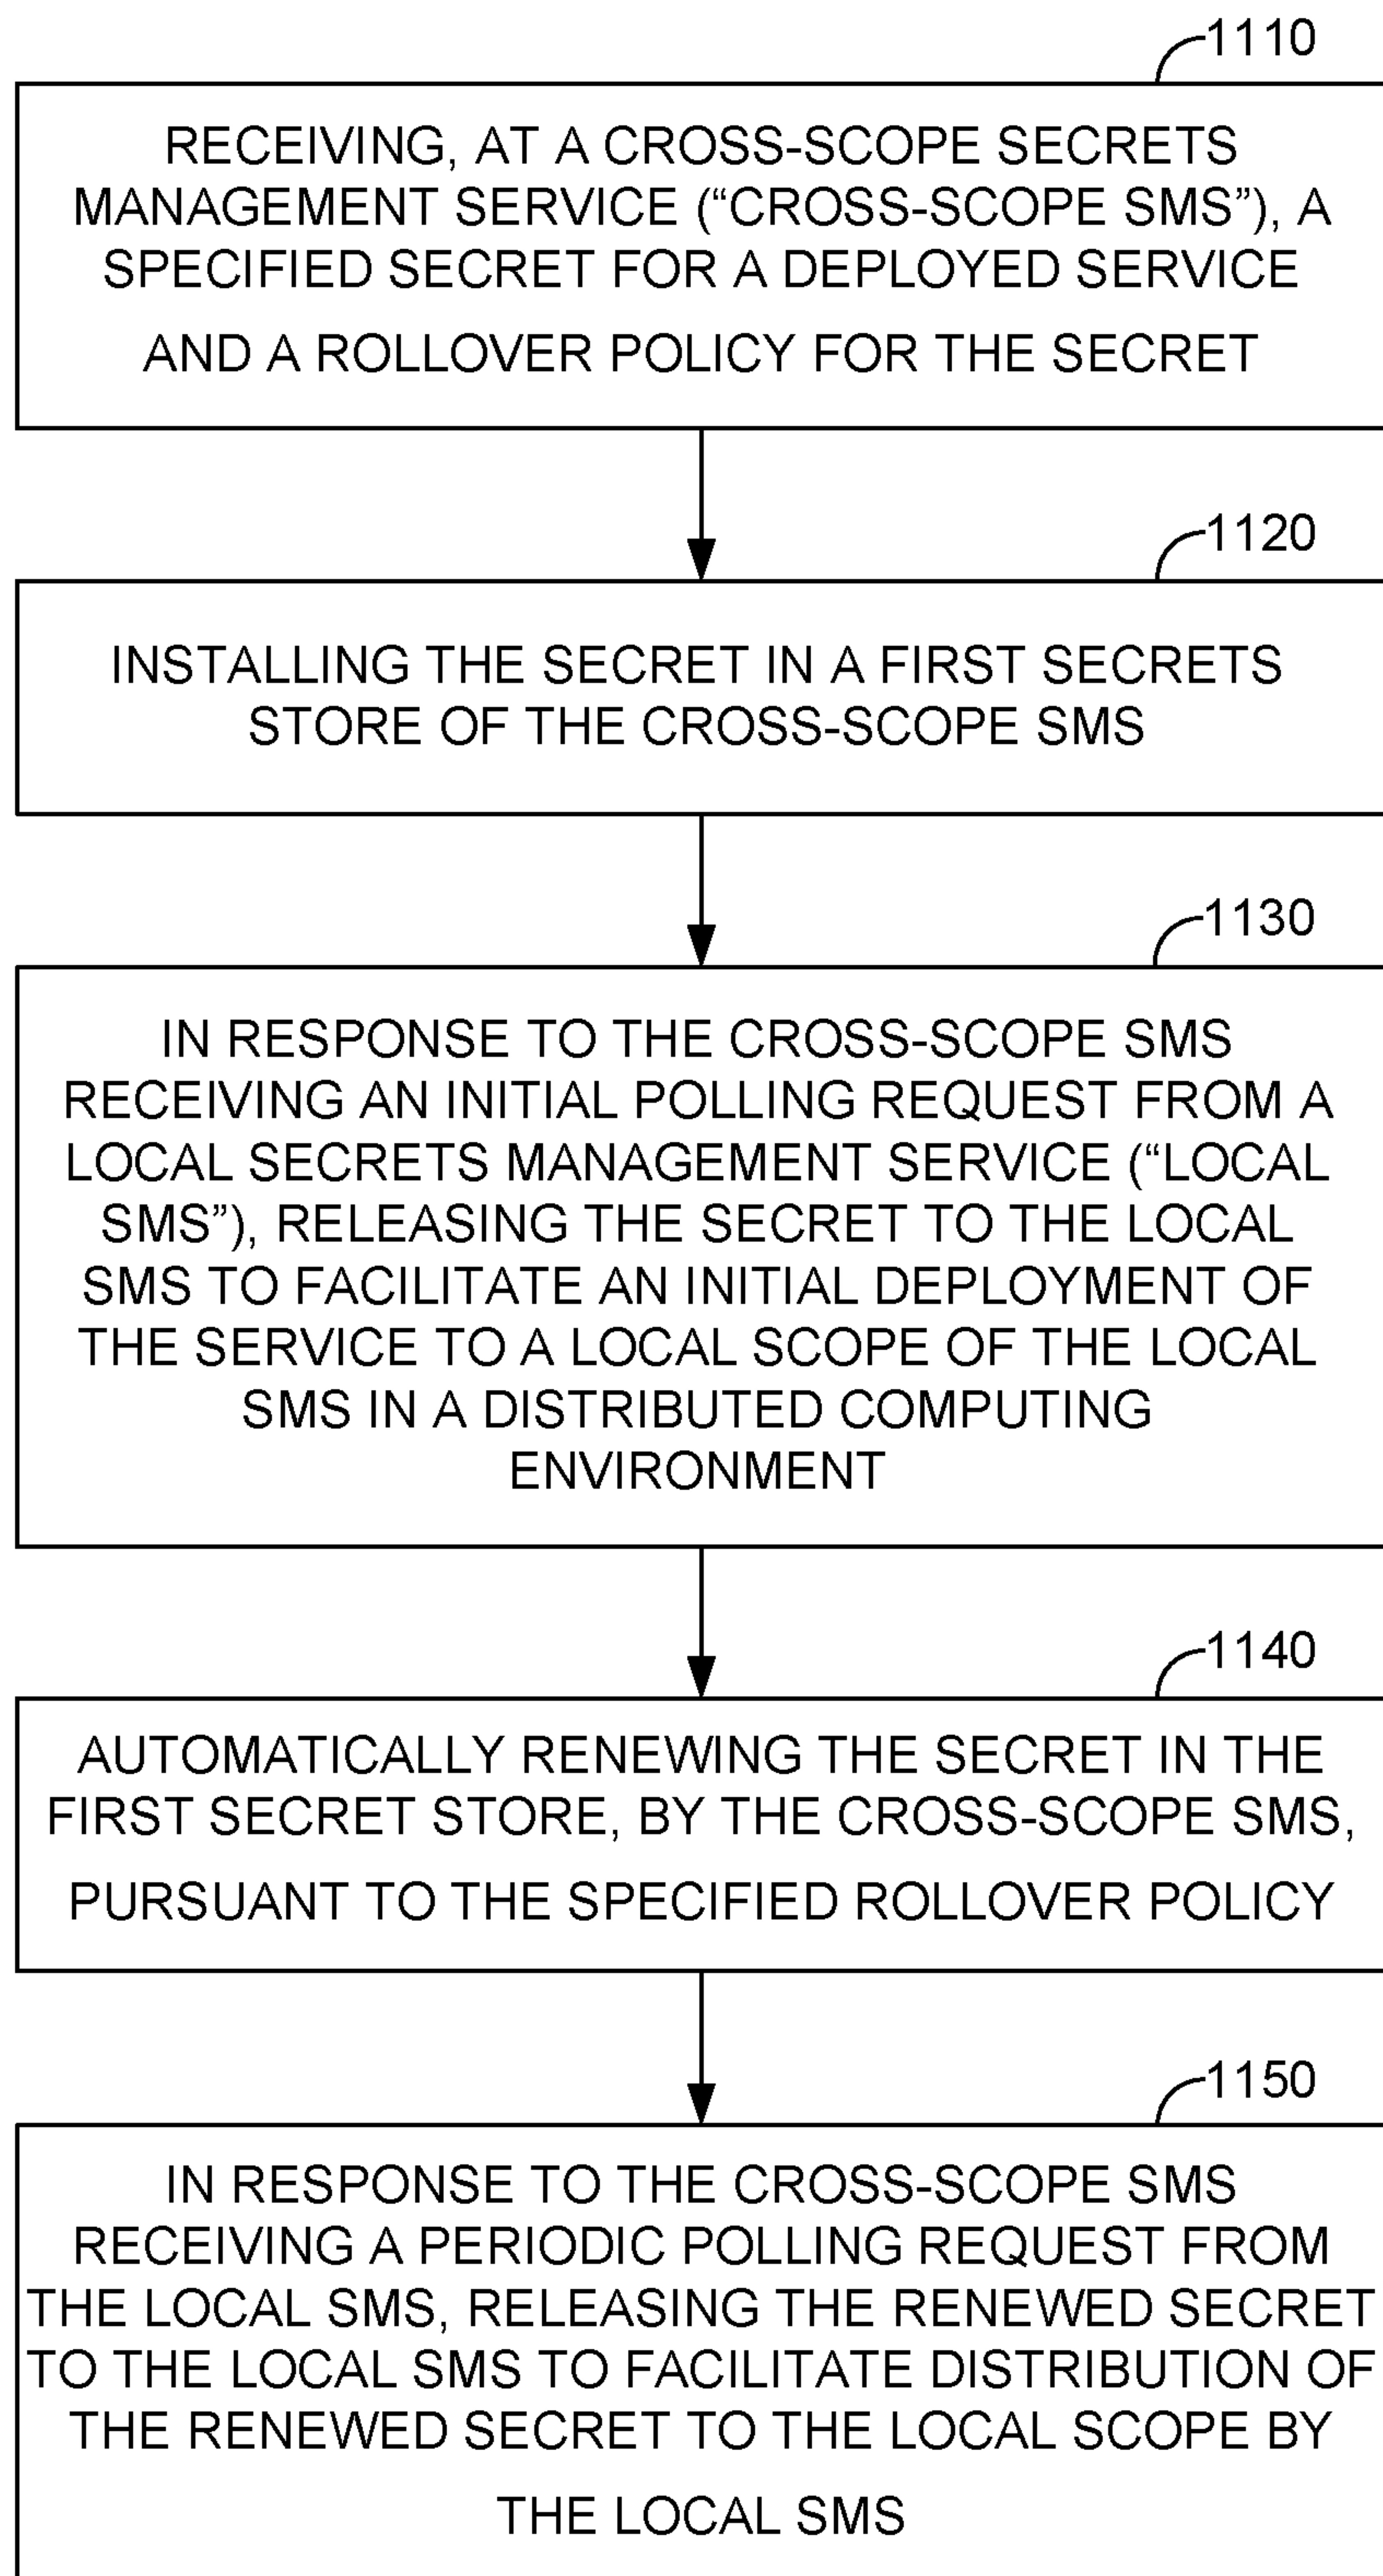 1110
RECEIVING, AT A CROSS-SCOPE SECRETS
MANAGEMENT SERVICE (“CROSS-SCOPE SMS”), A
SPECIFIED SECRET FOR A DEPLOYED SERVICE
AND A ROLLOVER POLICY FOR THE SECRET
1120
INSTALLING THE SECRET IN A FIRST SECRETS
STORE OF THE CROSS-SCOPE SMS
1130
IN RESPONSE TO THE CROSS-SCOPE SMS
RECEIVING AN INITIAL POLLING REQUEST FROM A
LOCAL SECRETS MANAGEMENT SERVICE (“LOCAL
SMS”), RELEASING THE SECRET TO THE LOCAL
SMS TO FACILITATE AN INITIAL DEPLOYMENT OF
THE SERVICE TO A LOCAL SCOPE OF THE LOCAL
SMS IN A DISTRIBUTED COMPUTING
ENVIRONMENT
1140
AUTOMATICALLY RENEWING THE SECRET IN THE
FIRST SECRET STORE, BY THE CROSS-SCOPE SMS,
PURSUANT TO THE SPECIFIED ROLLOVER POLICY
1150
IN RESPONSE TO THE CROSS-SCOPE SMS
RECEIVING A PERIODIC POLLING REQUEST FROM
THE LOCAL SMS, RELEASING THE RENEWED SECRET
TO THE LOCAL SMS TO FACILITATE DISTRIBUTION OF
THE RENEWED SECRET TO THE LOCAL SCOPE BY
THE LOCAL SMS